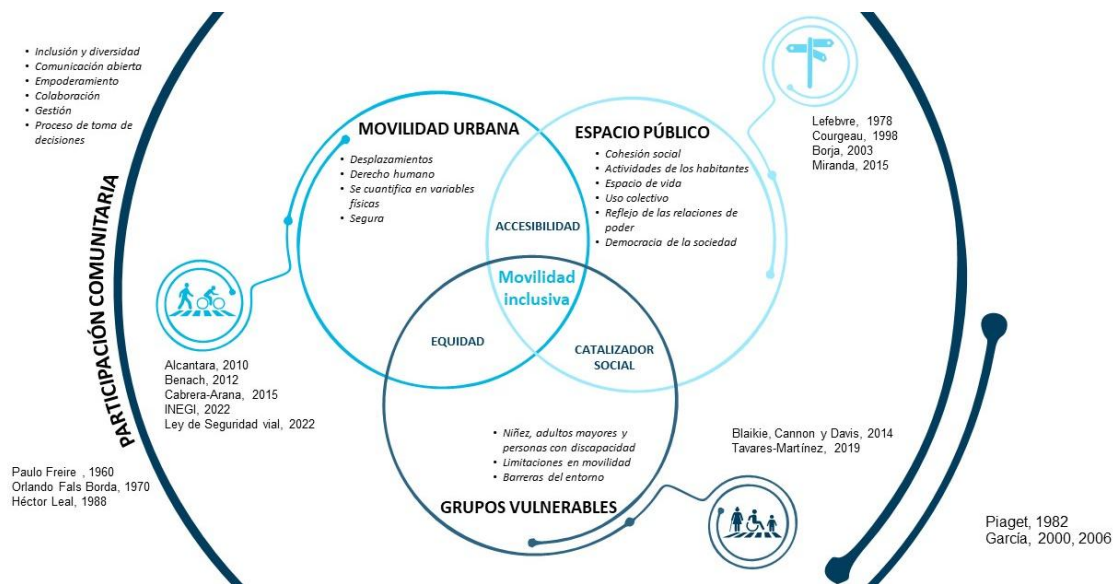 • Inclusión y diversidad
• Comunicación abierta
• Empoderamiento
• Colaboración
• Gestión
• Proceso de toma de
decisiones
PARTICIPACIÓN COMUNITARIA
Paulo Freire , 1960
Orlando Fals Borda, 1970
Héctor Leal, 1988
MOVILIDAD URBANA
• Desplazamientos
• Derecho humano
• Se cuantifica en variables
físicas
• Segura
Alcantara, 2010
Benach, 2012
Cabrera-Arana, 2015
INEGI, 2022
Ley de Seguridad vial, 2022
ESPACIO PÚBLICO
• Cohesión social
• Actividades de los habitantes
• Espacio de vida
• Uso colectivo
• Reflejo de las relaciones de
poder
• Democracia de la sociedad
Lefebvre, 1978
Courgeau, 1998
Borja, 2003
Miranda, 2015
ACCESIBILIDAD
Movilidad
inclusiva
EQUIDAD
CATALIZADOR
SOCIAL
• Niñez, adultos mayores y
personas con discapacidad
• Limitaciones en movilidad
• Barreras del entorno
GRUPOS VULNERABLES
Blaikie, Cannon y Davis, 2014
Tavares-Martínez, 2019
Piaget, 1982
García, 2000, 2006